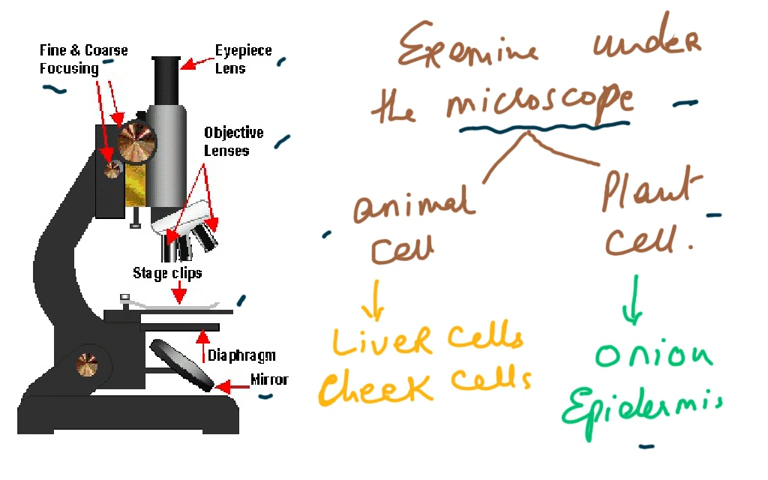 Fine & Coarse
Focusing
Eyepiece
Lens
Objective
Lenses
Stage clips
Diaphragm
Mirror
Examine under
the microscope
animal
cell
Plant
cell.
Liver cells
Cheek cells
onion
Epidermis